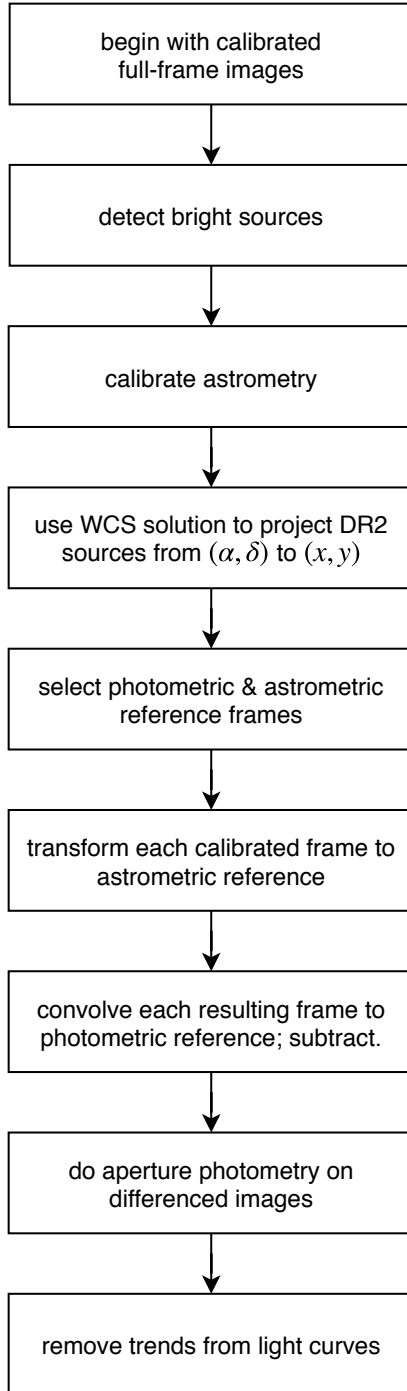 begin with calibrated
full-frame images
detect bright sources
calibrate astrometry
use WCS solution to project DR2
sources from (α, δ) to (x, y)
select photometric & astrometric
reference frames
transform each calibrated frame to
astrometric reference
convolve each resulting frame to
photometric reference; subtract.
do aperture photometry on
differenced images
remove trends from light curves